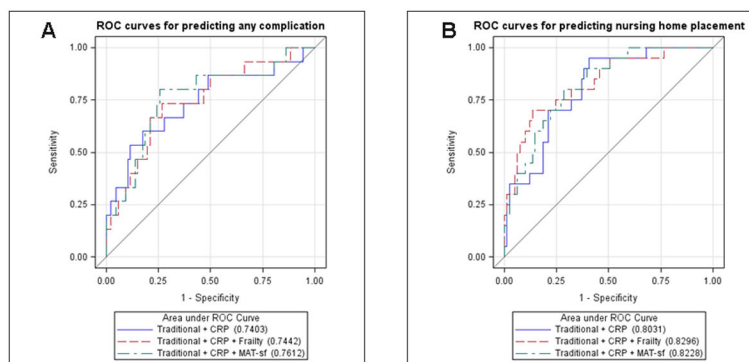 A
ROC curves for predicting any complication
1.00
0.75
0.50
0.25
0.00
Sensitivity
0.00 0.25 0.50 0.75 1.00
1 - Specificity
Area under ROC Curve
Traditional + CRP (0.7403)
Traditional + CRP + Frailty (0.7442)
Traditional + CRP + MAT-sf (0.7612)
B
ROC curves for predicting nursing home placement
1.00
0.75
0.50
0.25
0.00
Sensitivity
0.00 0.25 0.50 0.75 1.00
1 - Specificity
Area under ROC Curve
Traditional + CRP (0.8031)
Traditional + CRP + Frailty (0.8296)
Traditional + CRP + MAT-sf (0.8228)